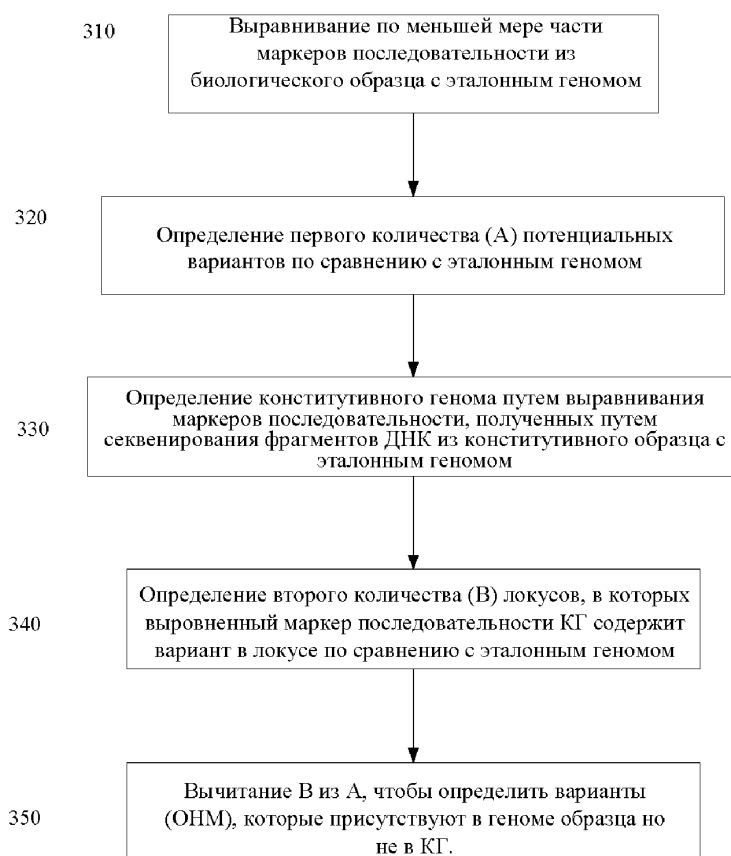 310
Выравнивание по меньшей мере части
маркеров последовательности из
биологического образца с эталонным геномом
320
Определение первого количества (А) потенциальных
вариантов по сравнению с эталонным геномом
330
Определение конститутивного генома путем выравнивания
маркеров последовательности, полученных путем
секвенирования фрагментов ДНК из конститутивного образца с
эталонным геномом
340
Определение второго количества (В) локусов, в которых
выровненный маркер последовательности КГ содержит
вариант в локусе по сравнению с эталонным геномом
350
Вычитание В из А, чтобы определить варианты
(ОНМ), которые присутствуют в геноме образца но
не в КГ.